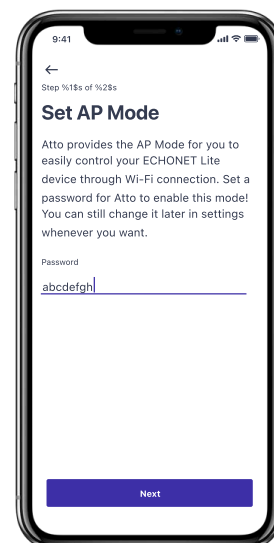 9:41
Step %1$s of %2$s
Set AP Mode
Atto provides the AP Mode for you to
easily control your ECHONET Lite
device through Wi-Fi connection. Set a
password for Atto to enable this mode!
You can still change it later in settings
whenever you want.
Password
abcdefgh
Next